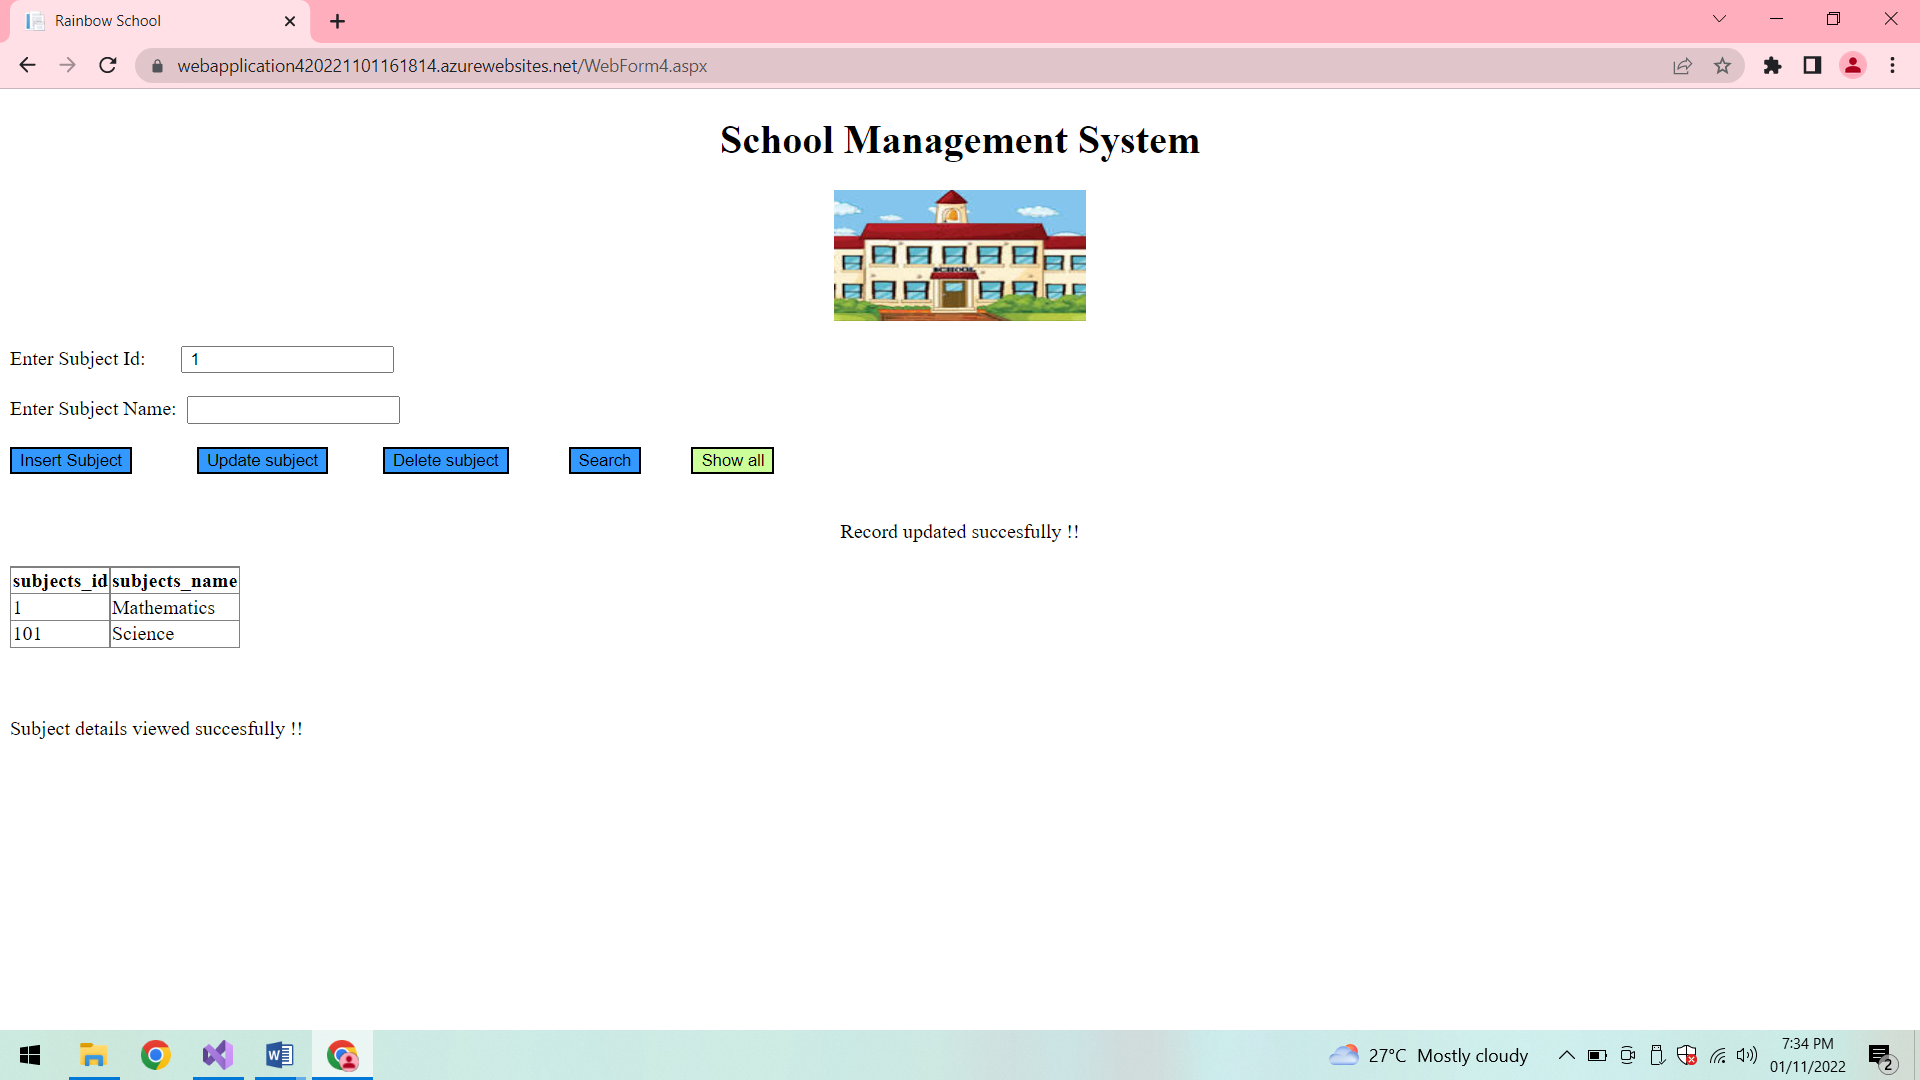 Rainbow School
webapplication420221101161814.azurewebsites.net/WebForm4.aspx
School Management System
SCHOOL
Enter Subject Id: 1
Enter Subject Name:
Insert Subject Update subject Delete subject Search Show all
Record updated succesfully !!
subjects_id subjects_name
1 Mathematics
101 Science
Subject details viewed succesfully !!
27°C Mostly cloudy
7:34 PM
01/11/2022
2